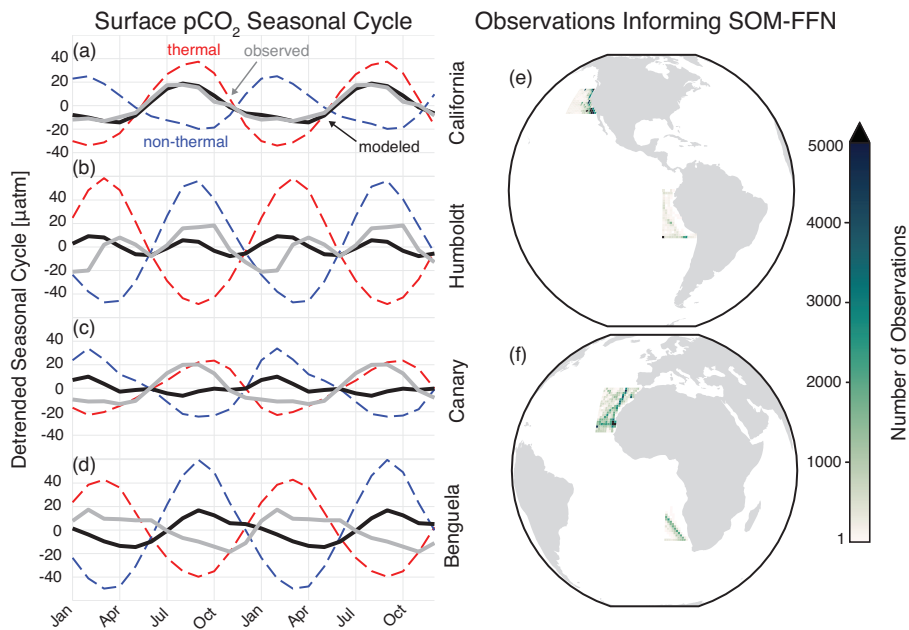 Surface pCO₂ Seasonal Cycle
Observations Informing SOM-FFN
Detrended Seasonal Cycle [µatm]
(a)
thermal
observed
non-thermal
modeled
40
20
0
-20
-40
California
(b)
40
20
0
-20
-40
Humboldt
(c)
40
20
0
-20
-40
Canary
(d)
40
20
0
-20
-40
Benguela
Jan
Apr
Jul
Oct
Jan
Apr
Jul
Oct
(e)
(f)
5000
4000
3000
2000
1000
1
Number of Observations